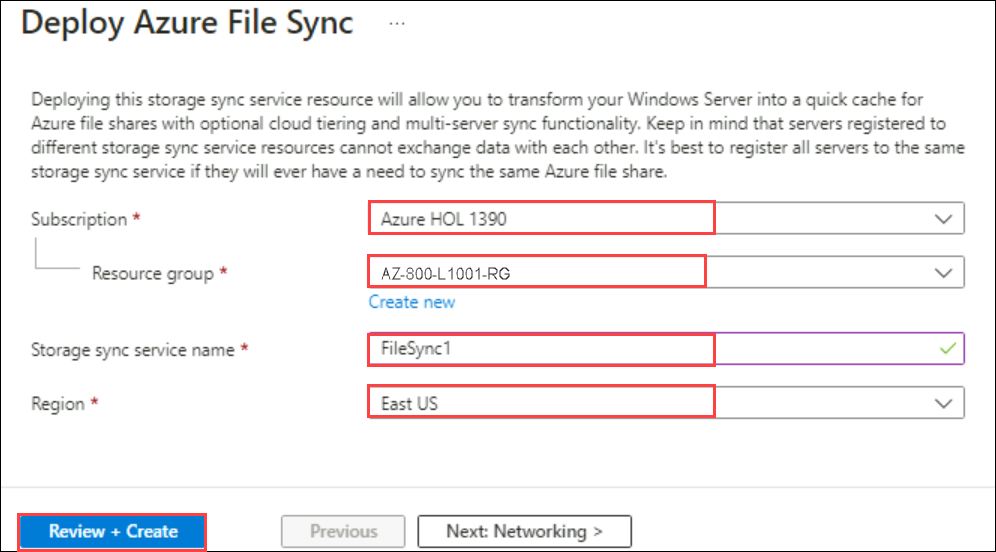 Deploy Azure File Sync ...
Deploying this storage sync service resource will allow you to transform your Windows Server into a quick cache for
Azure file shares with optional cloud tiering and multi-server sync functionality. Keep in mind that servers registered to
different storage sync service resources cannot exchange data with each other. It's best to register all servers to the same
storage sync service if they will ever have a need to sync the same Azure file share.
Subscription * Azure HOL 1390
Resource group * AZ-800-L1001-RG
Create new
Storage sync service name * FileSync1
Region * East US
Review + Create Previous Next: Networking >